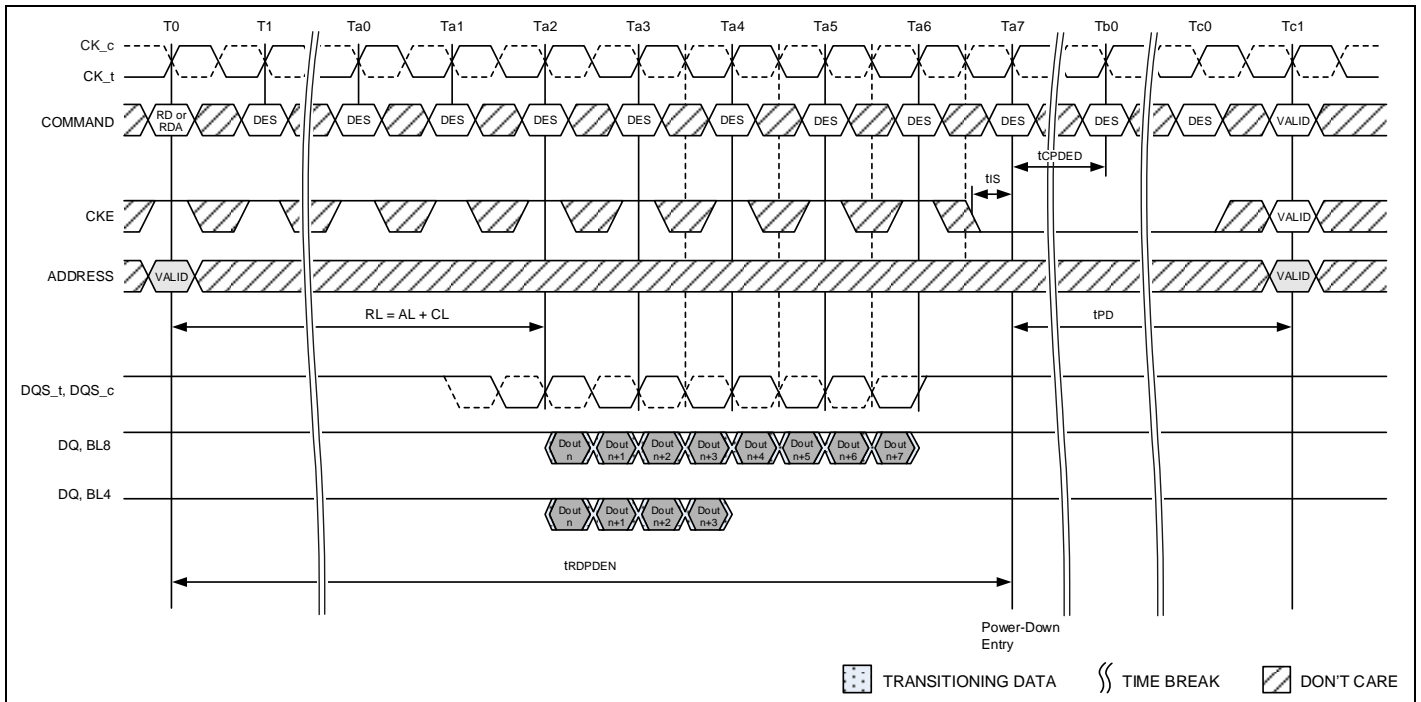 T0 T1 Ta0 Ta1 Ta2 Ta3 Ta4 Ta5 Ta6 Ta7 Tb0 Tc0 Tc1
CK_c
CK_t
COMMAND RD or RDA DES DES DES DES DES DES DES DES DES DES DES VALID
tCPDED
tIS
CKE VALID
ADDRESS VALID VALID
RL = AL + CL tPD
DQS_t, DQS_c
DQ, BL8 Dout n Dout n+1 Dout n+2 Dout n+3 Dout n+4 Dout n+5 Dout n+6 Dout n+7
DQ, BL4 Dout n Dout n+1 Dout n+2 Dout n+3
tRDPDEN
Power-Down
Entry
TRANSITIONING DATA TIME BREAK DON'T CARE